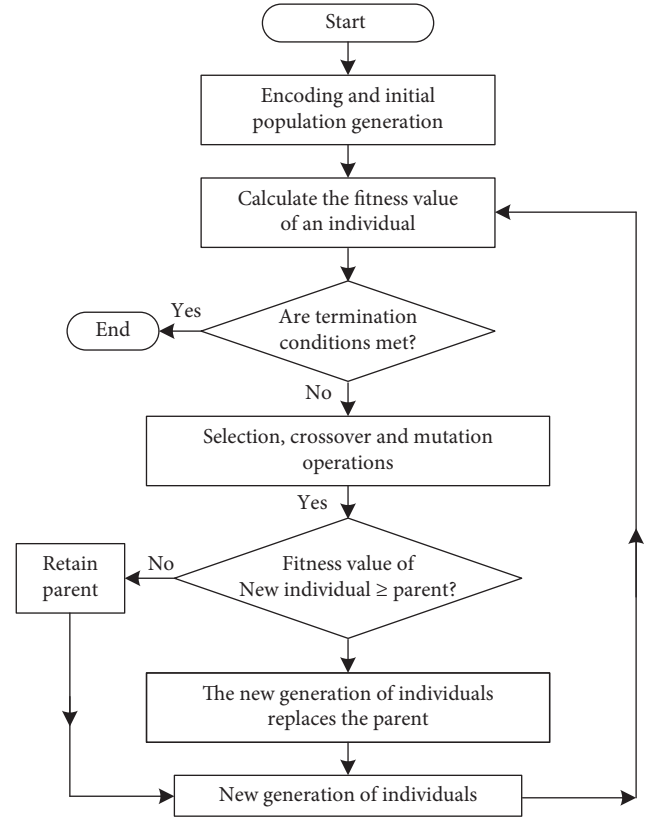 Start
Encoding and initial
population generation
Calculate the fitness value
of an individual
Yes
End
Are termination
conditions met?
No
Selection, crossover and mutation
operations
Yes
Retain
parent
No
Fitness value of
New individual ≥ parent?
The new generation of individuals
replaces the parent
New generation of individuals